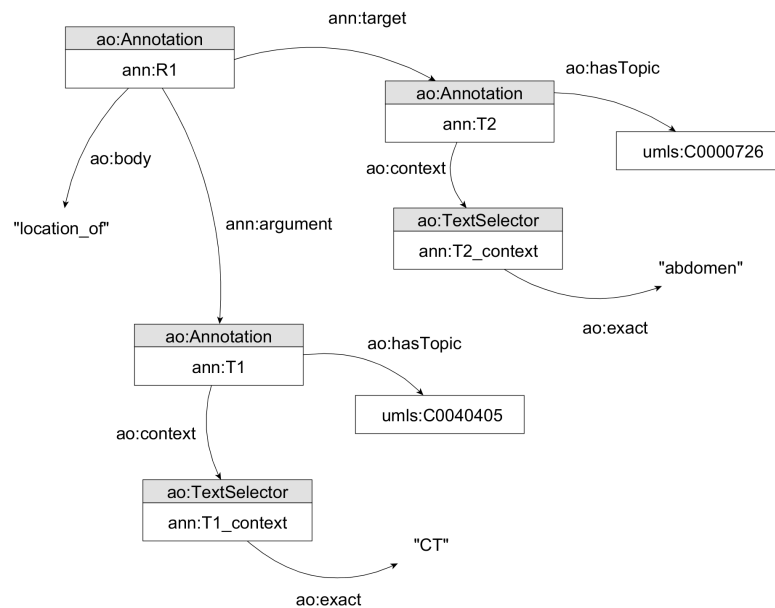 ann:target
ao:Annotation
ann:R1
ao:hasTopic
ao:Annotation
ann:T2
umls:C0000726
ao:body
ao:context
"location_of"
ann:argument
ao:TextSelector
ann:T2_context
"abdomen"
ao:exact
ao:Annotation
ao:hasTopic
ann:T1
umls:C0040405
ao:context
ao:TextSelector
ann:T1_context
"CT"
ao:exact